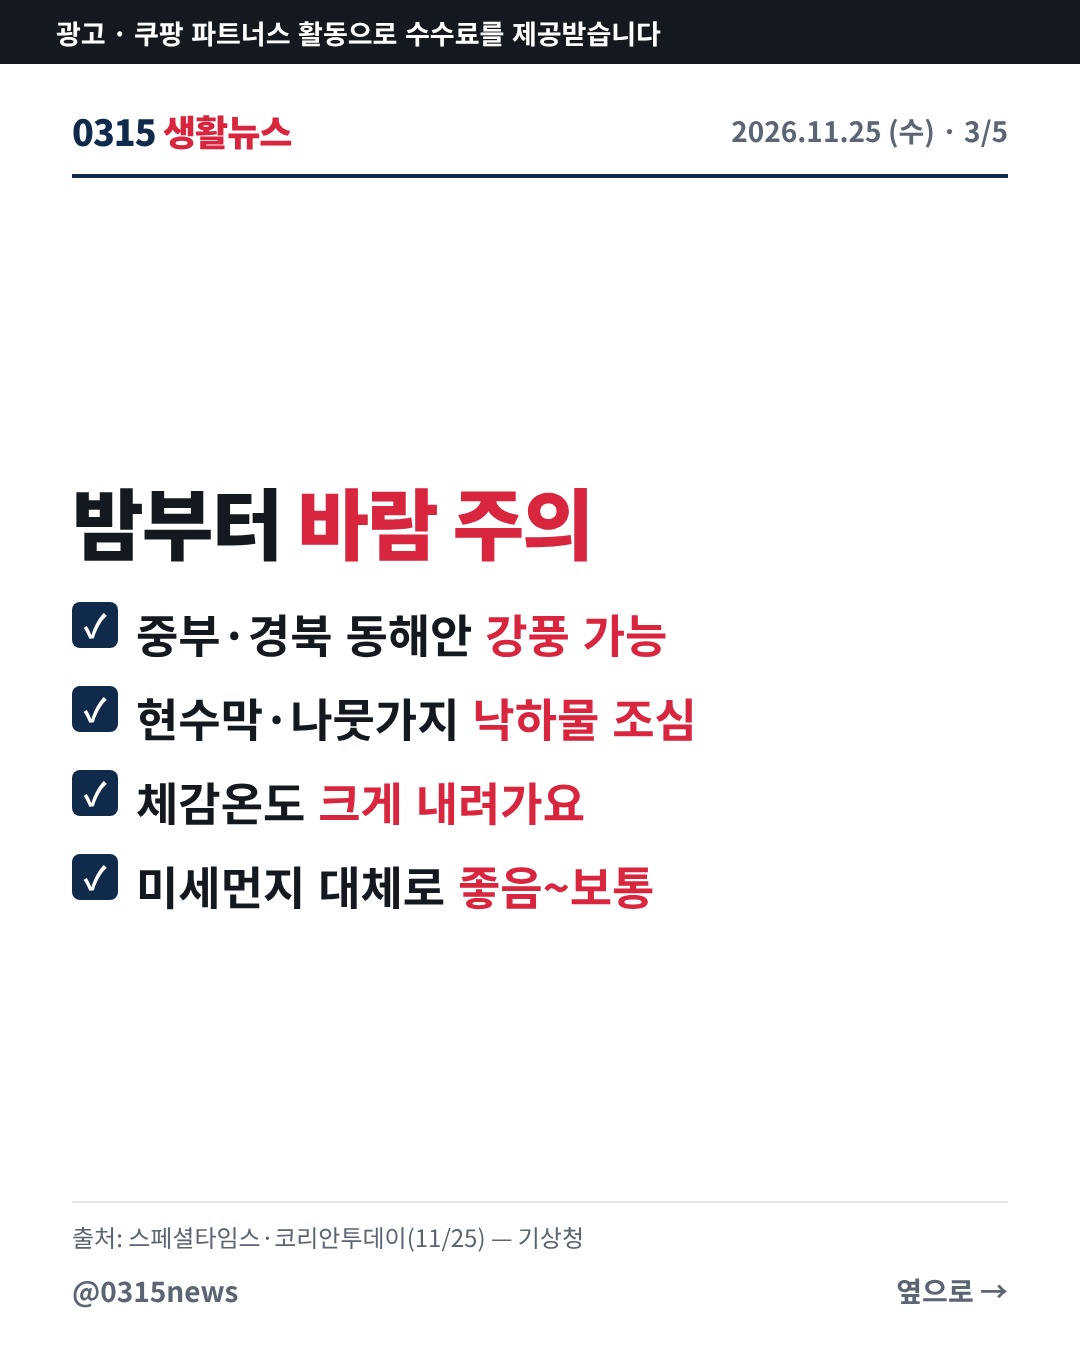 광고 · 쿠팡 파트너스 활동으로 수수료를 제공받습니다
0315 생활뉴스
2026.11.25 (수) · 3/5
밤부터 바람 주의
✓ 중부·경북 동해안 강풍 가능
✓ 현수막·나뭇가지 낙하물 조심
✓ 체감온도 크게 내려가요
✓ 미세먼지 대체로 좋음~보통
출처: 스페셜타임스·코리안투데이(11/25) — 기상청
@0315news
옆으로 →